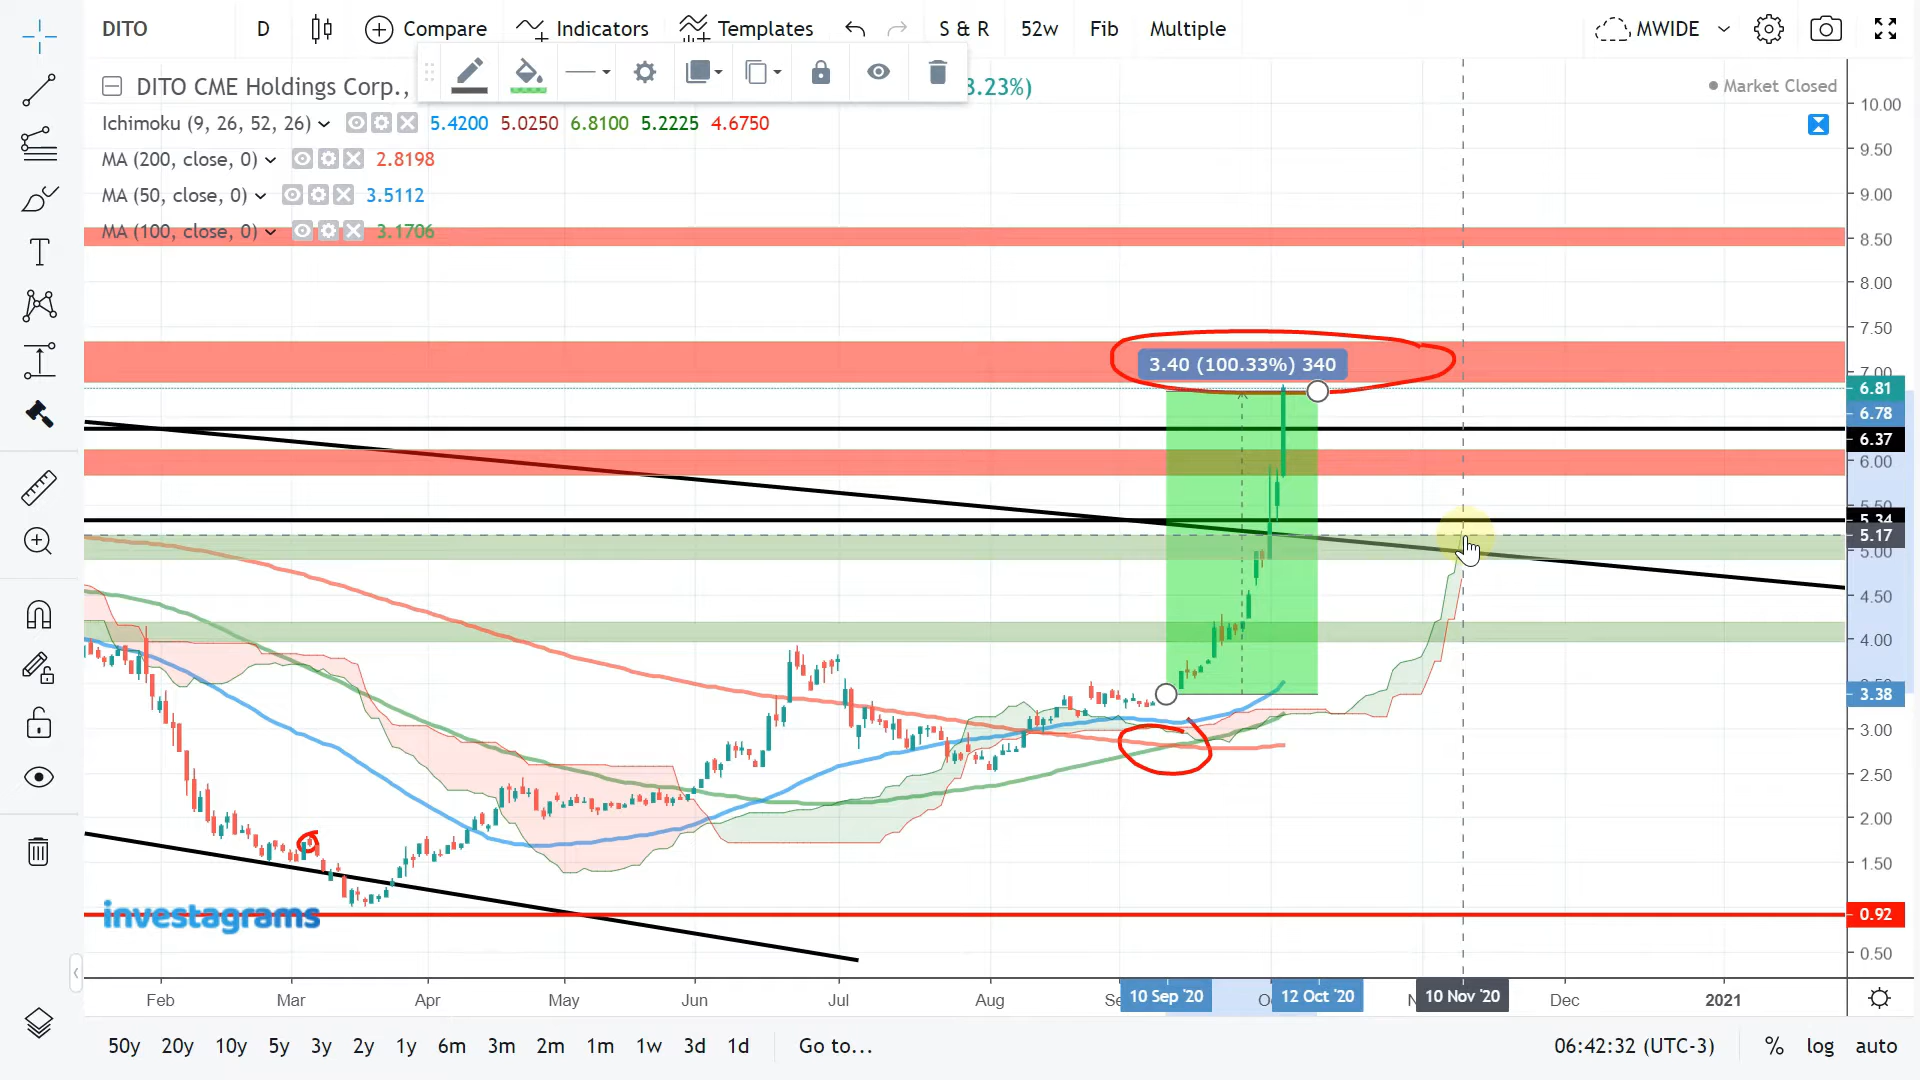 DITO D Compare Indicators Templates S & R 52w Fib Multiple MWIDE
DITO CME Holdings Corp., 3.23%)
Market Closed
Ichimoku (9, 26, 52, 26) 5.4200 5.0250 6.8100 5.2225 4.6750
MA (200, close, 0) 2.8198
MA (50, close, 0) 3.5112
MA (100, close, 0) 3.1706
3.40 (100.33%) 340
10.00
9.50
9.00
8.50
8.00
7.50
7.00
6.81
6.78
6.37
6.00
5.50
5.34
5.17
5.00
4.50
4.00
3.38
3.00
2.50
2.00
1.50
0.92
0.50
investagrams
Feb Mar Apr May Jun Jul Aug Se 10 Sep '20 O 12 Oct '20 N 10 Nov '20 Dec 2021
50y 20y 10y 5y 3y 2y 1y 6m 3m 2m 1m 1w 3d 1d Go to... 06:42:32 (UTC-3) % log auto